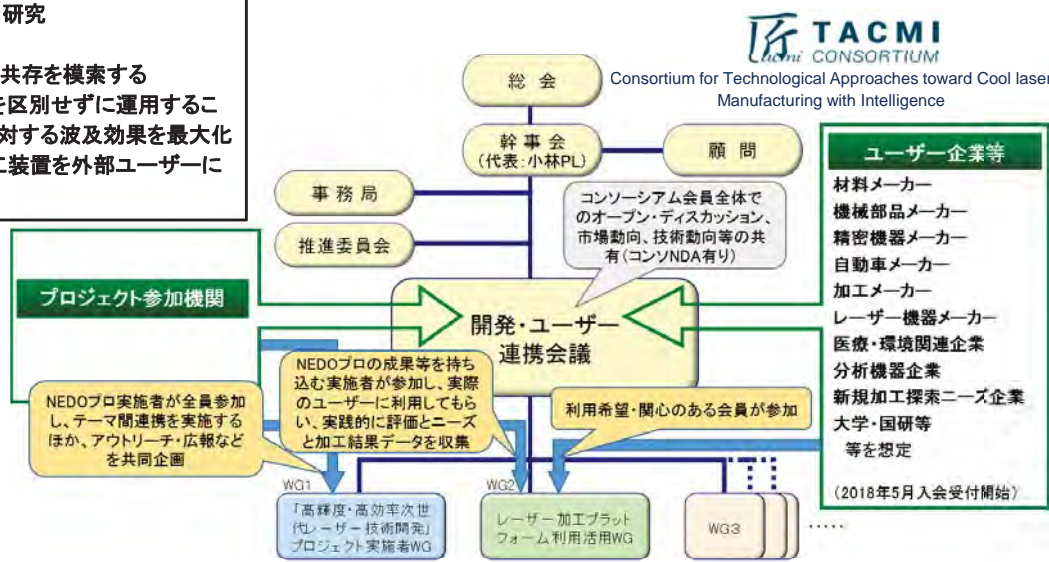 研究
共存を模索する
を区別せずに運用するこ
対する波及効果を最大化
工装置を外部ユーザーに
匠
Tacmi
TACMI
CONSORTIUM
Consortium for Technological Approaches toward Cool laser
Manufacturing with Intelligence
総会
幹事会
(代表:小林PL)
顧問
事務局
推進委員会
コンソーシアム会員全体で
のオープン・ディスカッション、
市場動向、技術動向等の共
有(コンソNDA有り)
ユーザー企業等
材料メーカー
機械部品メーカー
精密機器メーカー
自動車メーカー
加工メーカー
レーザー機器メーカー
医療・環境関連企業
分析機器企業
新規加工探索ニーズ企業
大学・国研等
等を想定
(2018年5月入会受付開始)
プロジェクト参加機関
開発・ユーザー
連携会議
NEDOプロ実施者が全員参加
し、テーマ間連携を実施する
ほか、アウトリーチ・広報など
を共同企画
NEDOプロの成果等を持ち
込む実施者が参加し、実際
のユーザーに利用してもら
い、実践的に評価とニーズ
と加工結果データを収集
利用希望・関心のある会員が参加
WG1
「高輝度・高効率次世
代レーザー技術開発」
プロジェクト実施者WG
WG2
レーザー加工プラット
フォーム利用活用WG
WG3
・・・・・